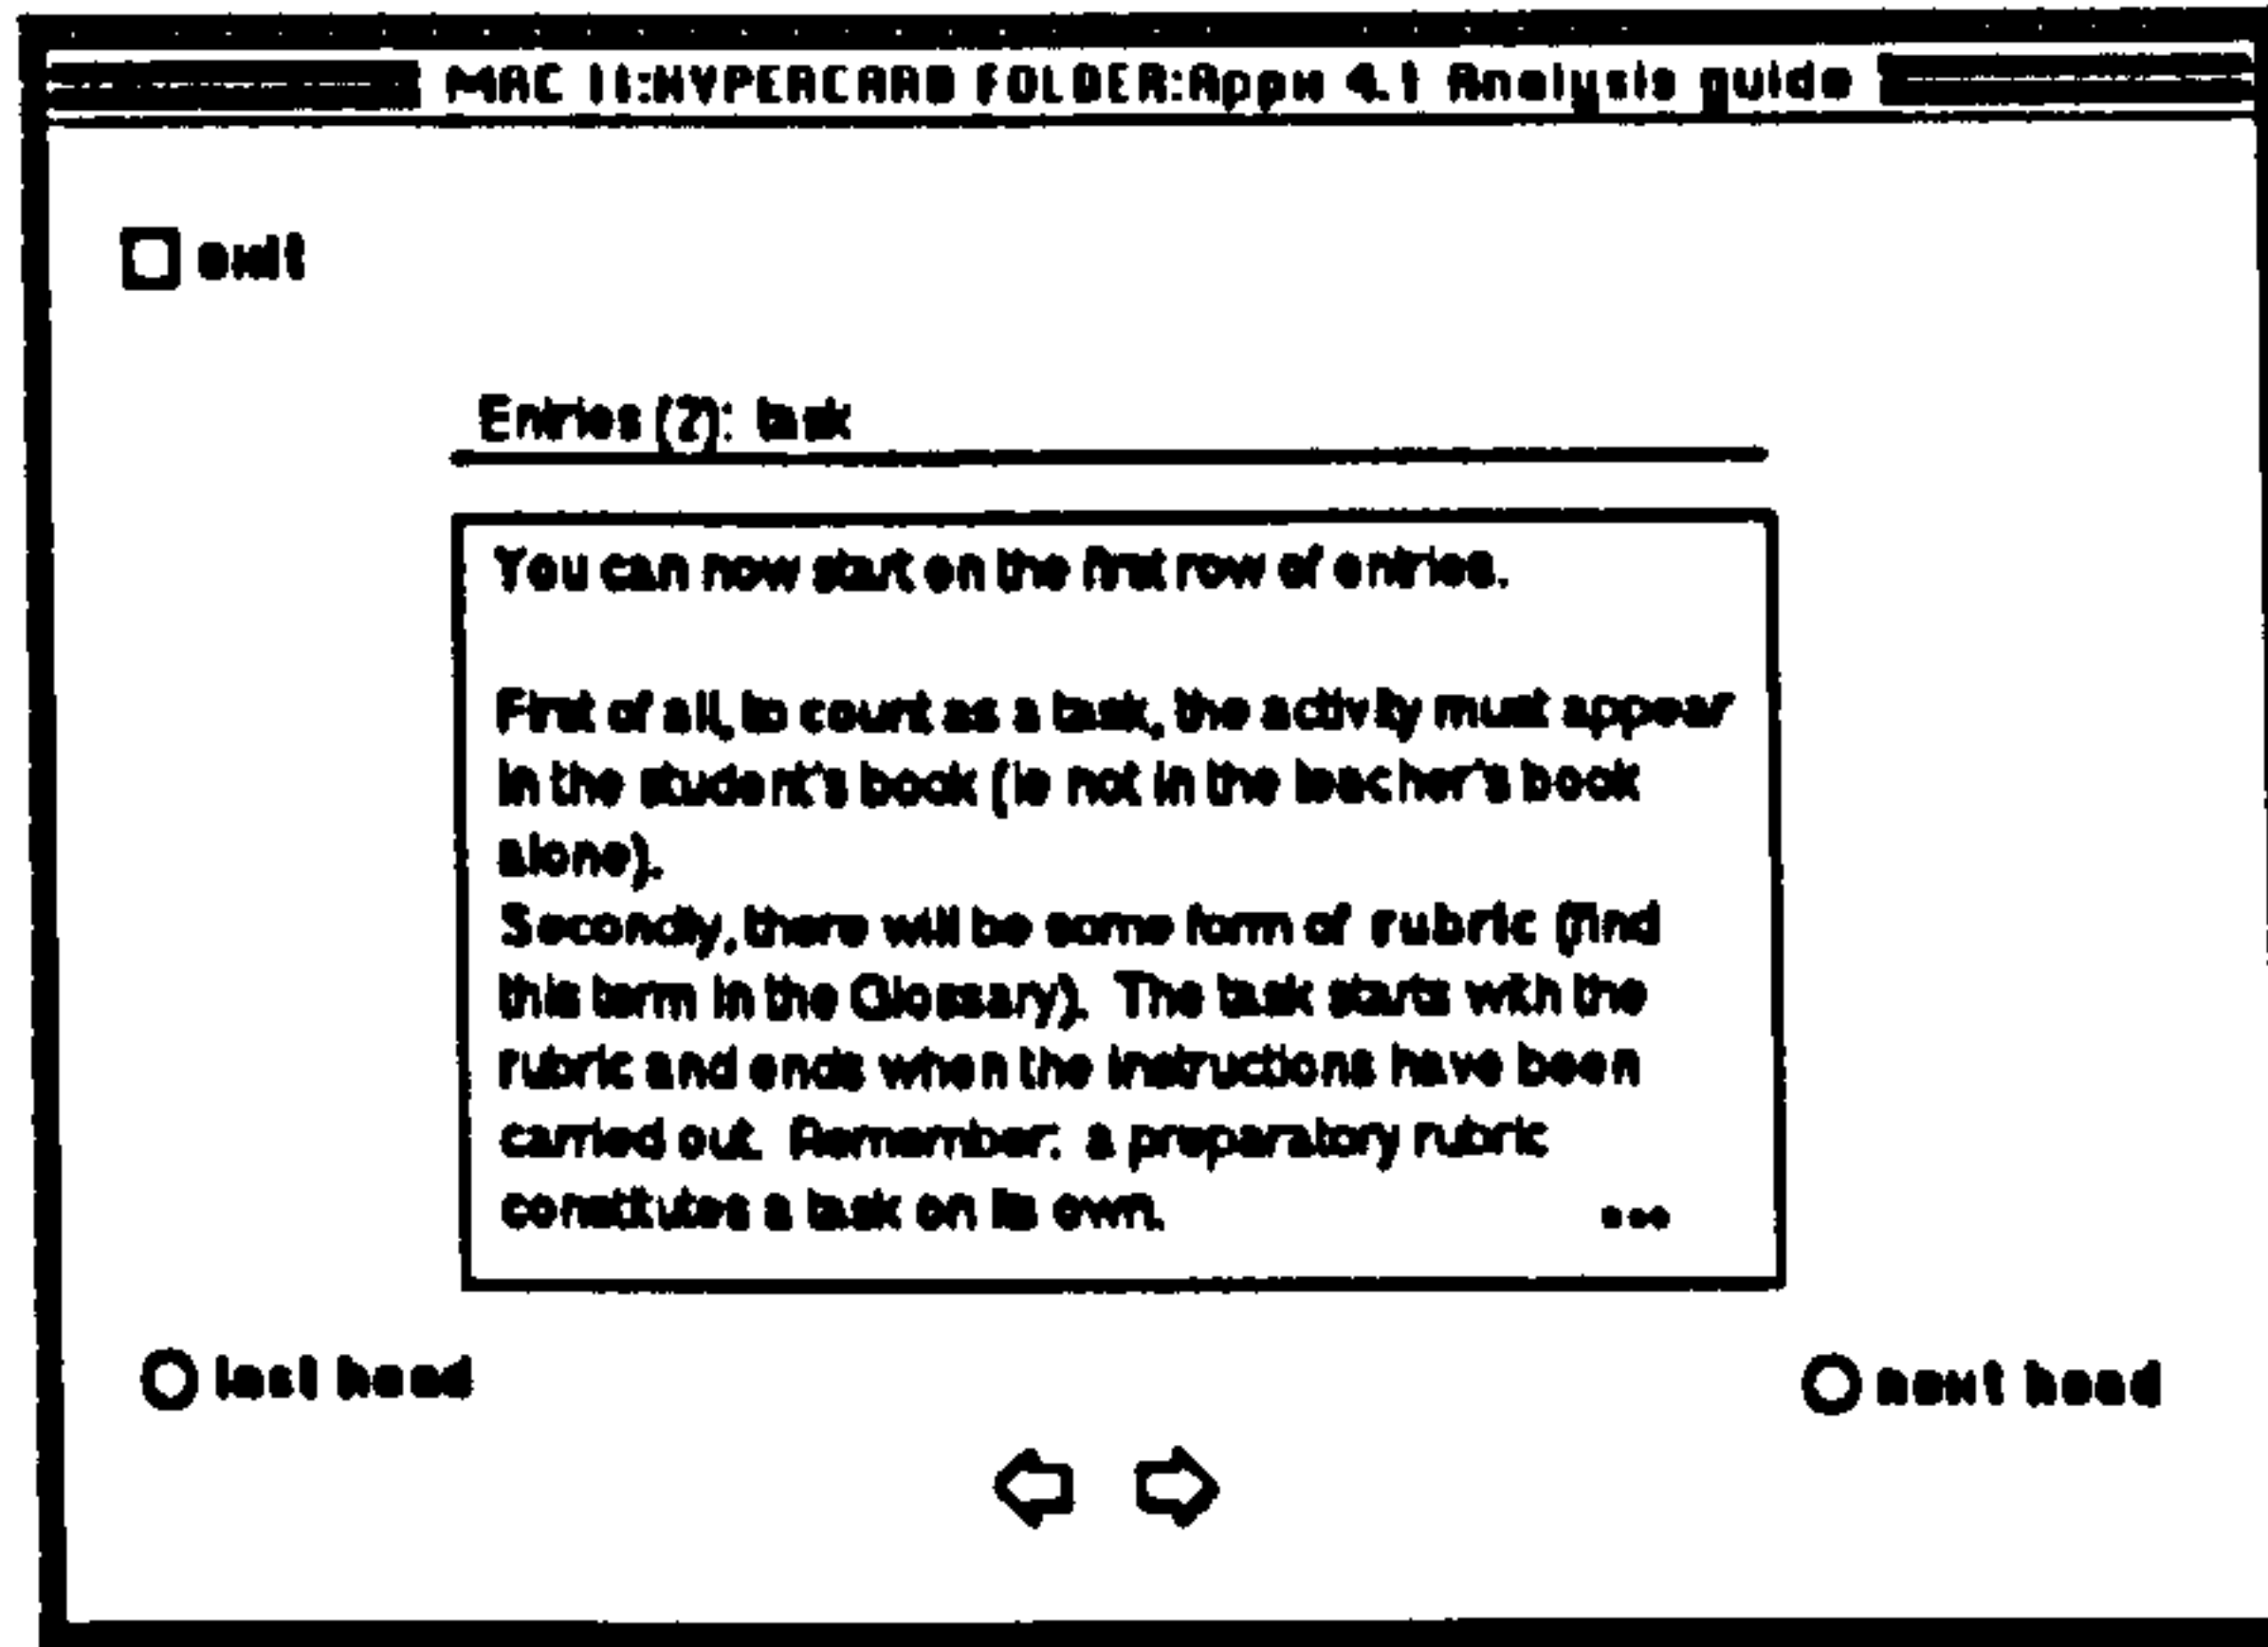 MAC II:HYPERCARD FOLDER:Appx 4.1 Analysis guide
exit
Entries (2): task
You can now start on the first row of entries.
First of all, to count as a task, the activity must appear
in the student's book (ie not in the teacher's book
alone).
Secondly, there will be some form of rubric (find
this term in the Glossary). The task starts with the
rubric and ends when the instructions have been
carried out. Remember: a preparatory rubric
constitutes a task on its own. ...
last head
next head